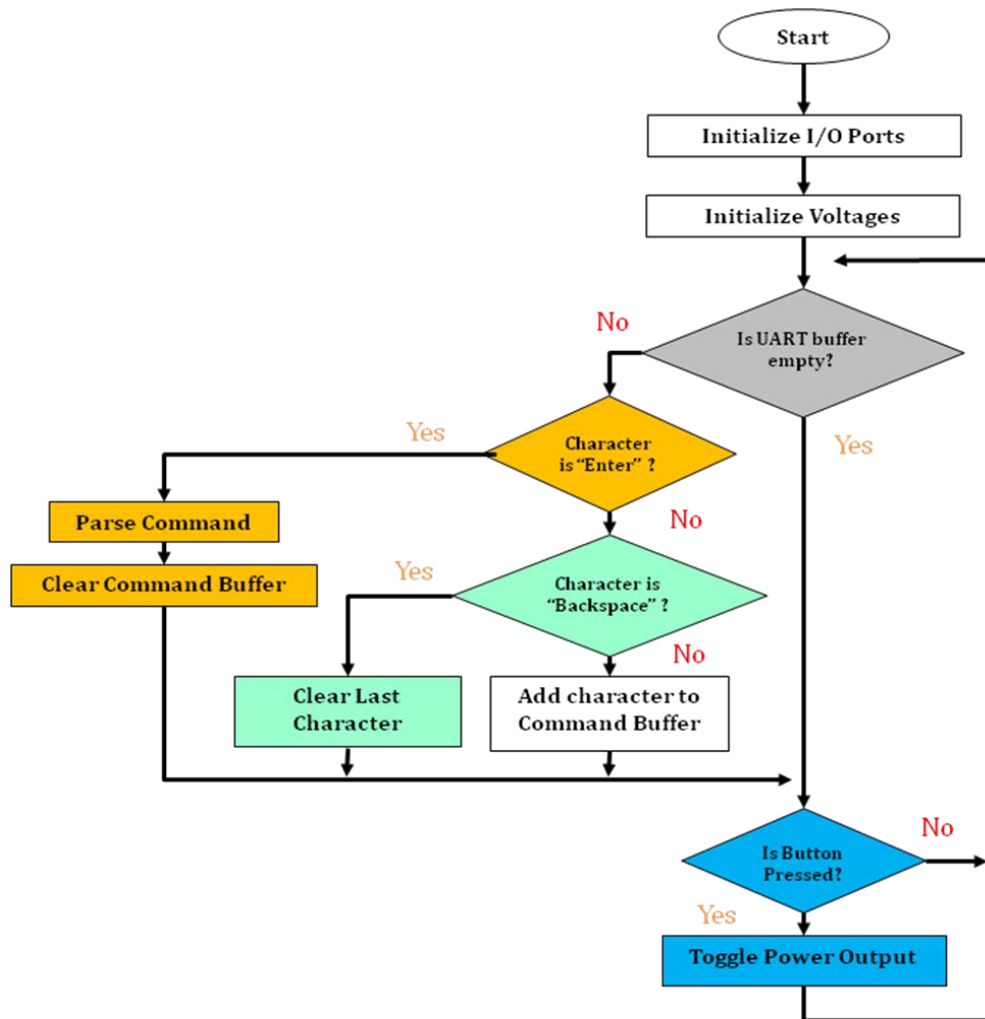 Start
Initialize I/O Ports
Initialize Voltages
No
Is UART buffer
empty?
Yes
Yes
Character
is “Enter” ?
Parse Command
No
Clear Command Buffer
Yes
Character is
“Backspace” ?
No
Clear Last
Character
Add character to
Command Buffer
No
Is Button
Pressed?
Yes
Toggle Power Output